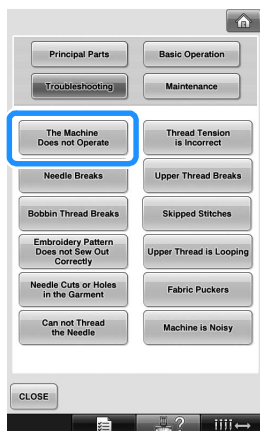 Principal Parts
Basic Operation
Troubleshooting
Maintenance
The Machine
Does not Operate
Thread Tension
is Incorrect
Needle Breaks
Upper Thread Breaks
Bobbin Thread Breaks
Skipped Stitches
Embroidery Pattern
Does not Sew Out
Correctly
Upper Thread is Looping
Needle Cuts or Holes
in the Garment
Fabric Puckers
Can not Thread
the Needle
Machine is Noisy
CLOSE
?